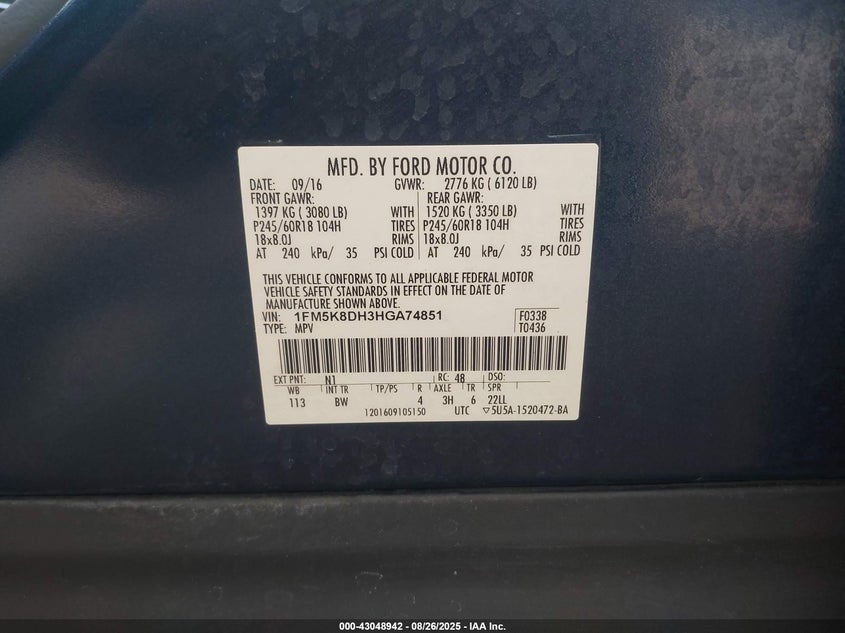 MFD. BY FORD MOTOR CO.
DATE: 09/16 GVWR: 2776 KG ( 6120 LB)
FRONT GAWR: REAR GAWR:
1397 KG ( 3080 LB) WITH 1520 KG ( 3350 LB) WITH
P245/60R18 104H TIRES P245/60R18 104H TIRES
18x8.0J RIMS 18x8.0J RIMS
AT 240 kPa/ 35 PSI COLD AT 240 kPa/ 35 PSI COLD
THIS VEHICLE CONFORMS TO ALL APPLICABLE FEDERAL MOTOR
VEHICLE SAFETY STANDARDS IN EFFECT ON THE DATE OF
MANUFACTURE SHOWN ABOVE.
VIN: 1FM5K8DH3HGA74851 F0338
TYPE: MPV T0436
EXT PNT: N1 RC: 48 DSO:
WB INT TR TP/PS R AXLE TR SPR
113 BW 4 3H 6 22LL
1201609105150 UTC ▽5U5A-1520472-BA
000-43048942 - 08/26/2025 - IAA Inc.